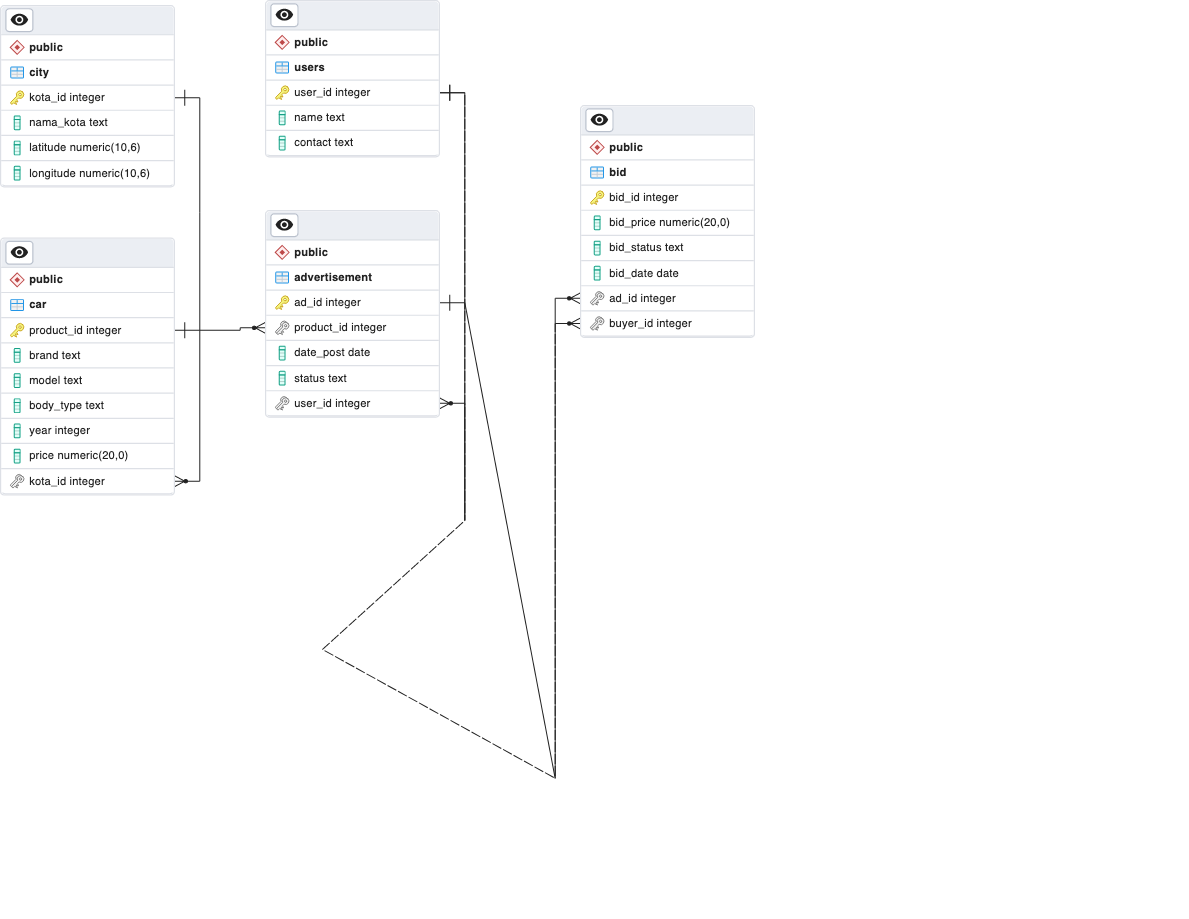 public
city
kota_id integer
nama_kota text
latitude numeric(10,6)
longitude numeric(10,6)
public
car
product_id integer
brand text
model text
body_type text
year integer
price numeric(20,0)
kota_id integer
public
users
user_id integer
name text
contact text
public
advertisement
ad_id integer
product_id integer
date_post date
status text
user_id integer
public
bid
bid_id integer
bid_price numeric(20,0)
bid_status text
bid_date date
ad_id integer
buyer_id integer